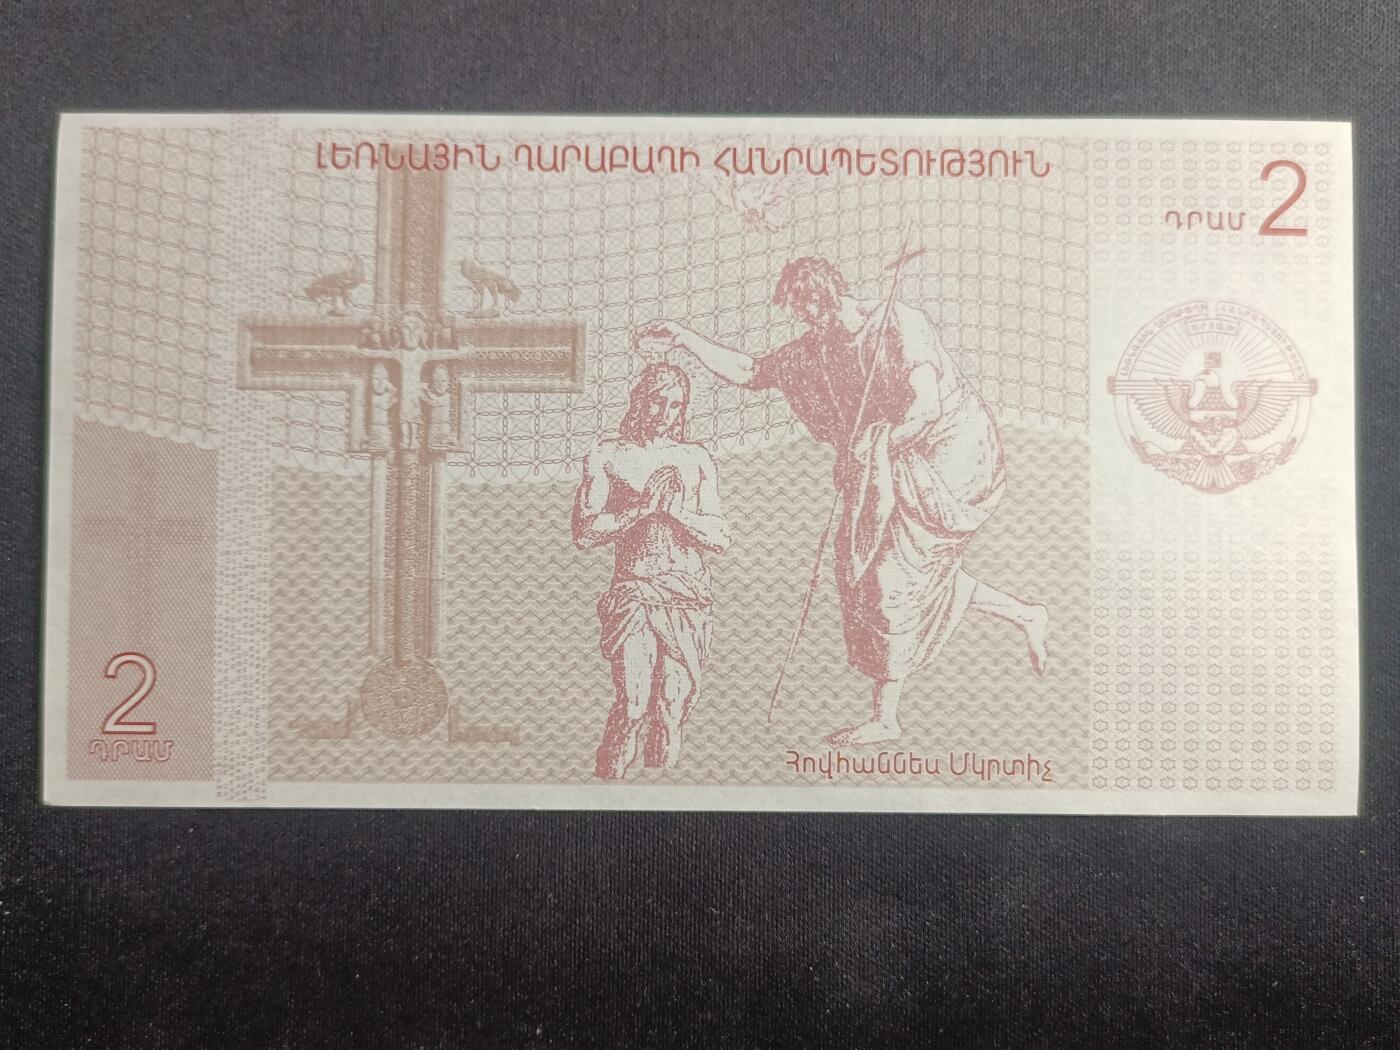 ԼԵՌՆԱՅԻՆ ՂԱՐԱԲԱՂԻ ՀԱՆՐԱՊԵՏՈՒԹՅՈՒՆ
ԴՐԱՄ 2
2
ԴՐԱՄ
Հովհաննես Մկրտիչ